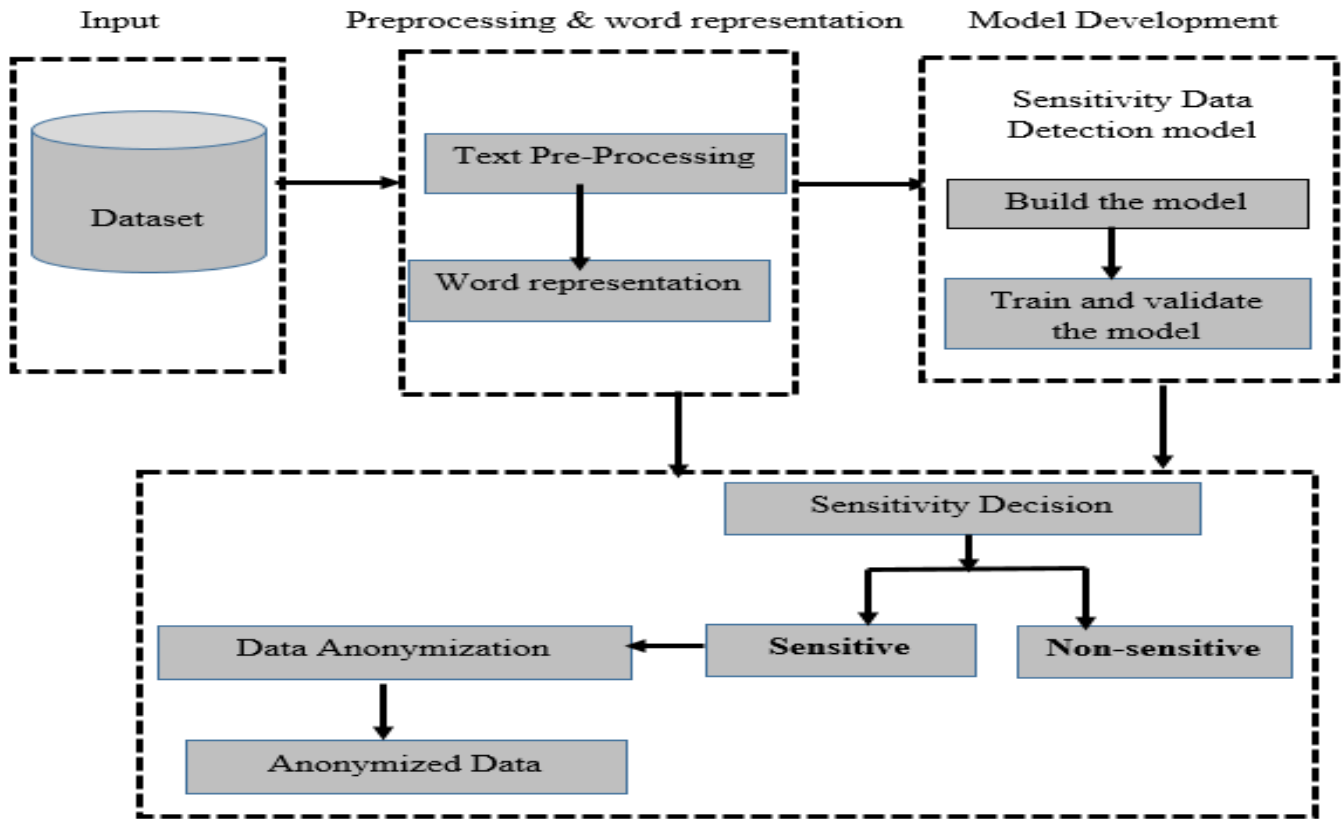 Input
Preprocessing & word representation
Model Development
Dataset
Text Pre-Processing
Word representation
Sensitivity Data
Detection model
Build the model
Train and validate
the model
Sensitivity Decision
Sensitive
Non-sensitive
Data Anonymization
Anonymized Data